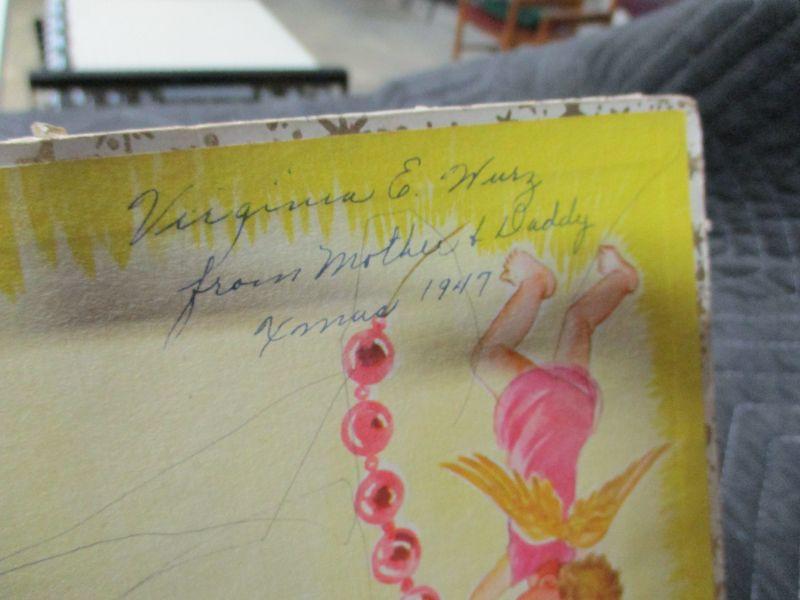 Virginia E. Wurz
from Mother & Daddy
Xmas 1947